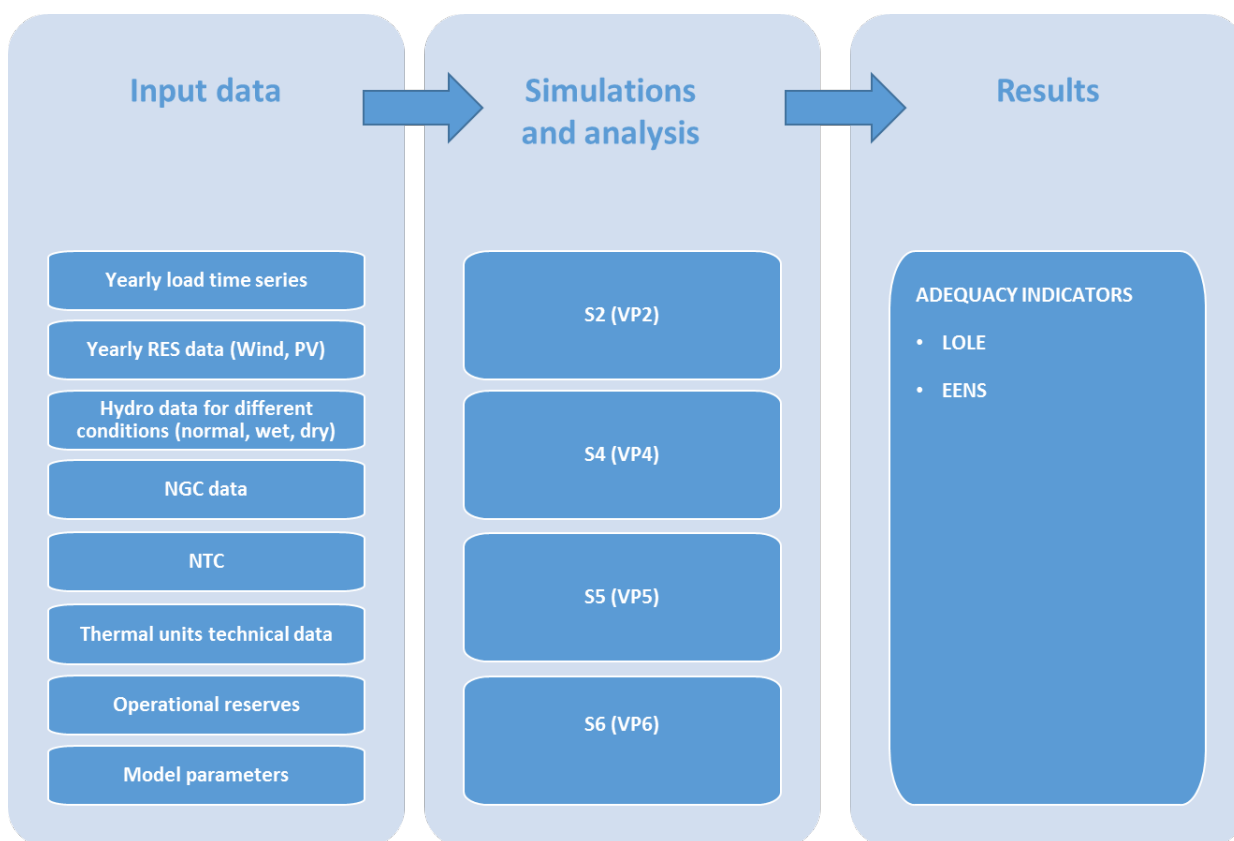 Input data
Yearly load time series
Yearly RES data (Wind, PV)
Hydro data for different
conditions (normal, wet, dry)
NGC data
NTC
Thermal units technical data
Operational reserves
Model parameters
Simulations
and analysis
S2 (VP2)
S4 (VP4)
S5 (VP5)
S6 (VP6)
Results
ADEQUACY INDICATORS
• LOLE
• EENS